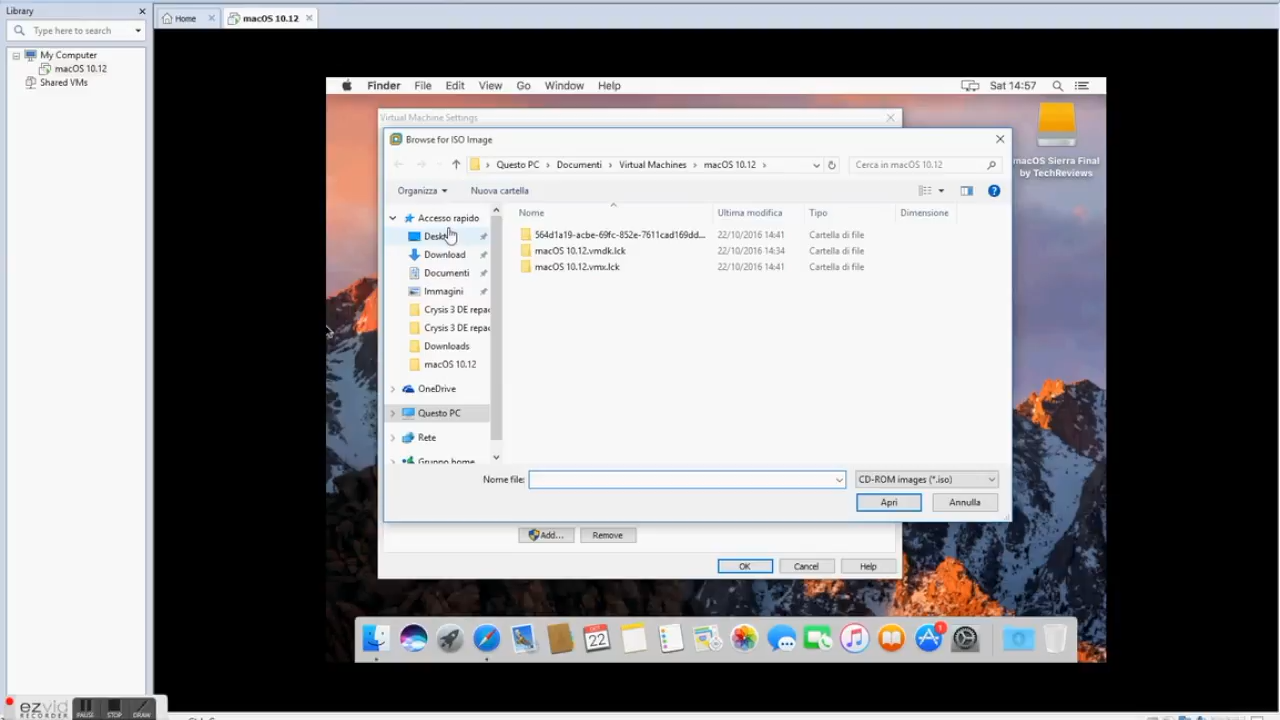 Library
Home
macOS 10.12
Type here to search
My Computer
macOS 10.12
Shared VMs
Finder File Edit View Go Window Help
Sat 14:57
Virtual Machine Settings
Browse for ISO Image
macOS Sierra Final
by TechReviews
Questo PC
Documenti
Virtual Machines
macOS 10.12
Cerca in macOS 10.12
Organizza
Nuova cartella
Nome
Ultima modifica
Tipo
Dimensione
Accesso rapido
Download
Documenti
Immagini
Crysis 3 DE repa
Crysis 3 DE repa
Downloads
macOS 10.12
OneDrive
Questo PC
Rete
Gruppo home
564d1a19-acbe-69fc-852e-7611cad169dd... 22/10/2016 14:41 Cartella di file
macOS 10.12.vmdk.lck 22/10/2016 14:34 Cartella di file
macOS 10.12.vmx.lck 22/10/2016 14:41 Cartella di file
Nome file:
CD-ROM images (*.iso)
Apri
Annulla
Add...
Remove
OK
Cancel
Help
OCT
22
1
ezvid
RECORDER
PAUSE
STOP
DRAW